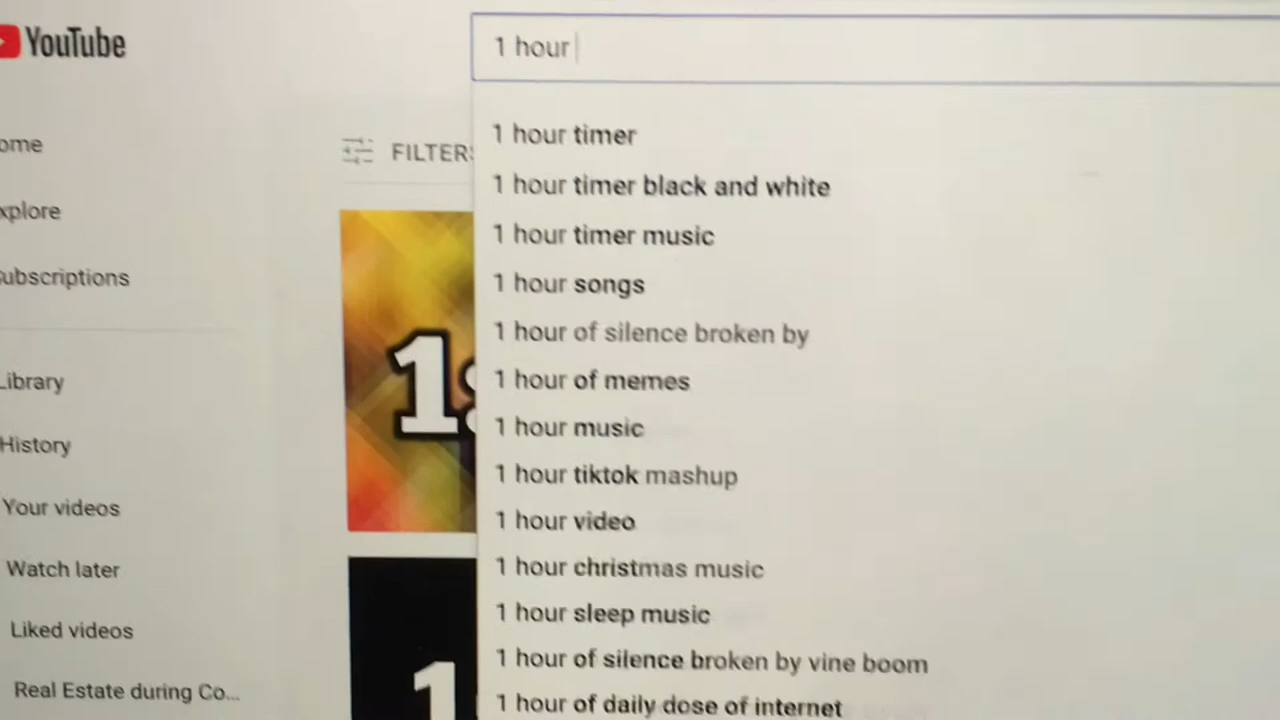 YouTube
1 hour
ome
xplore
ubscriptions
Library
History
Your videos
Watch later
Liked videos
Real Estate during Co...
FILTERS
1:
1
1 hour timer
1 hour timer black and white
1 hour timer music
1 hour songs
1 hour of silence broken by
1 hour of memes
1 hour music
1 hour tiktok mashup
1 hour video
1 hour christmas music
1 hour sleep music
1 hour of silence broken by vine boom
1 hour of daily dose of internet